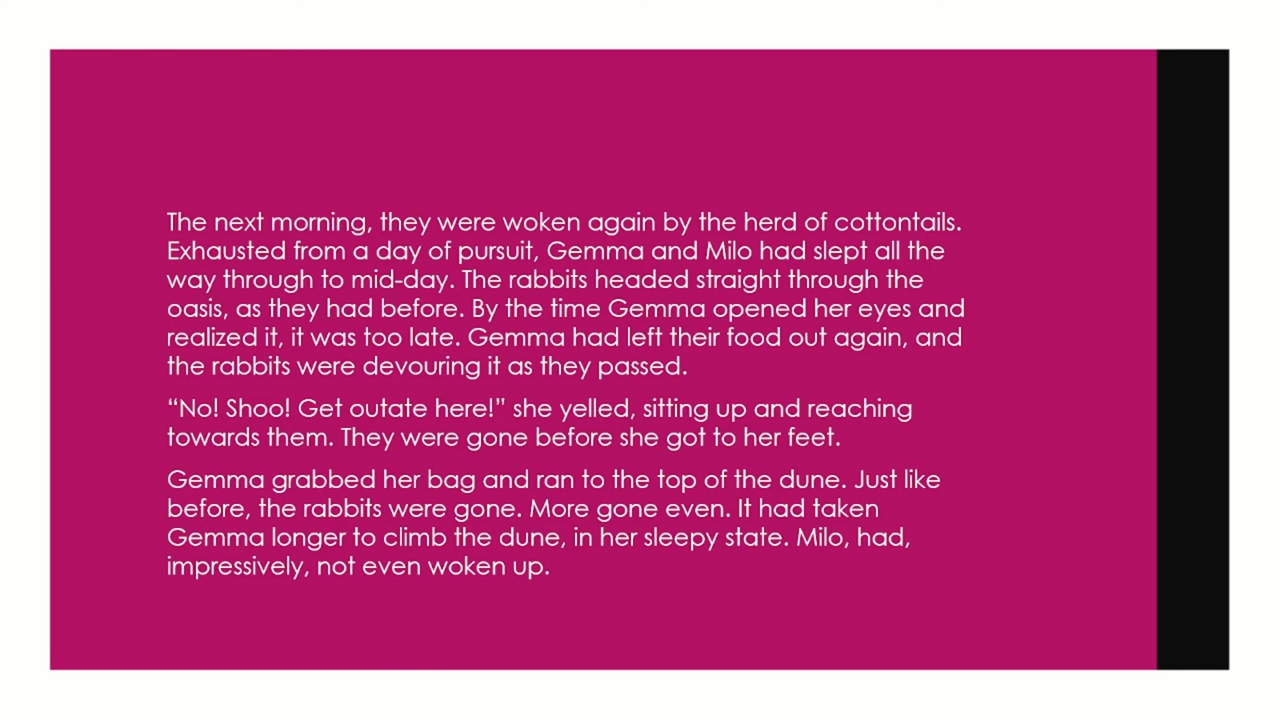 The next morning, they were woken again by the herd of cottontails.
Exhausted from a day of pursuit, Gemma and Milo had slept all the
way through to mid-day. The rabbits headed straight through the
oasis, as they had before. By the time Gemma opened her eyes and
realized it, it was too late. Gemma had left their food out again, and
the rabbits were devouring it as they passed.
“No! Shoo! Get outate here!” she yelled, sitting up and reaching
towards them. They were gone before she got to her feet.
Gemma grabbed her bag and ran to the top of the dune. Just like
before, the rabbits were gone. More gone even. It had taken
Gemma longer to climb the dune, in her sleepy state. Milo, had,
impressively, not even woken up.